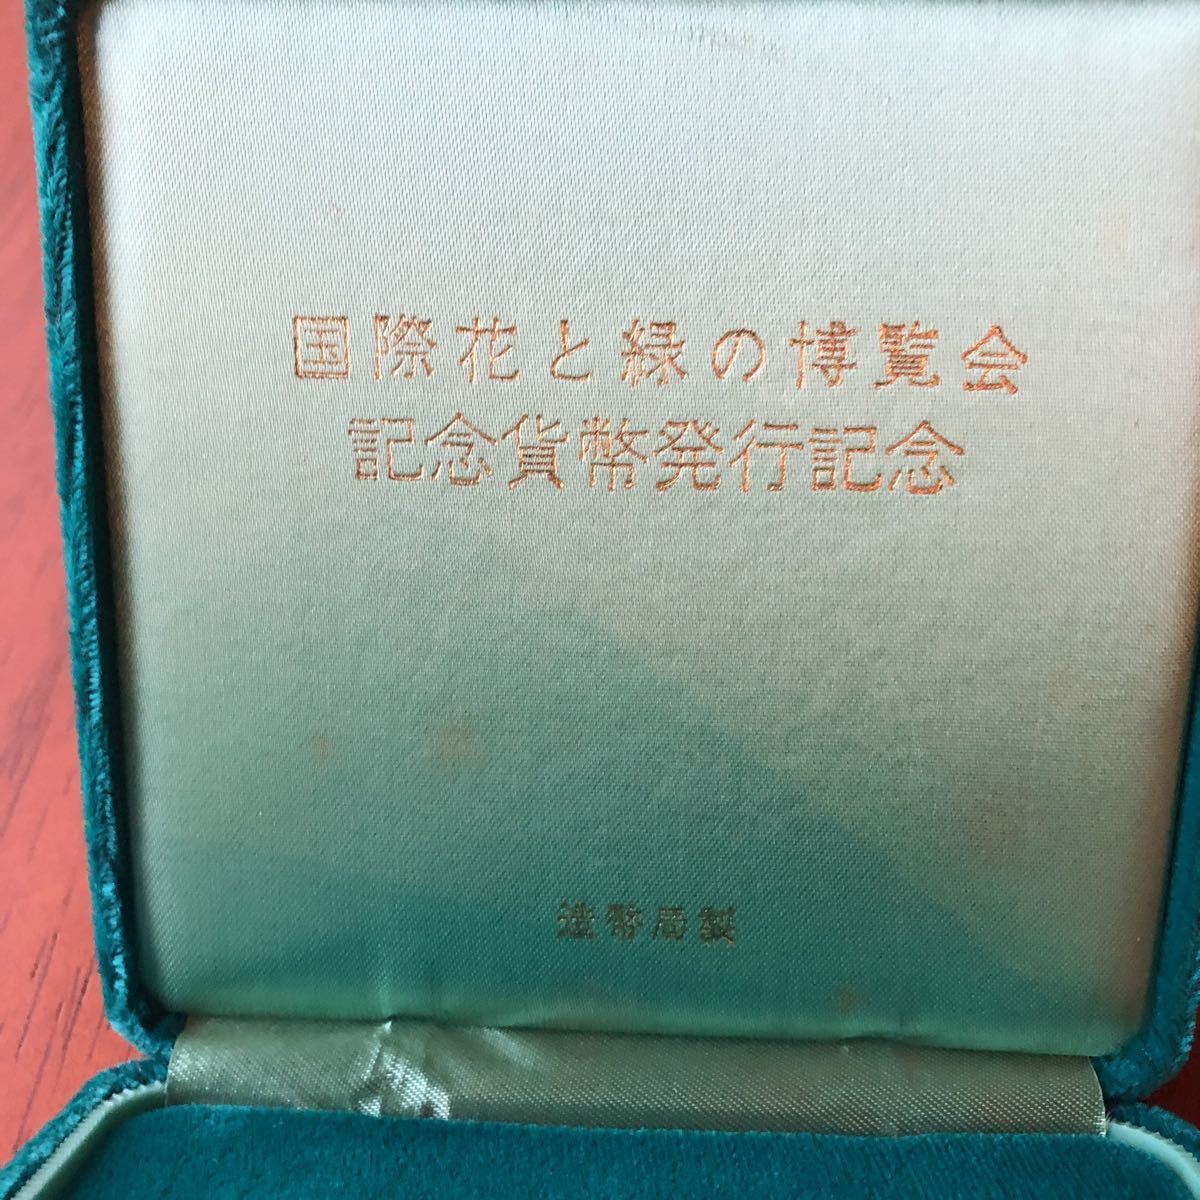 国際花と緑の博覧会
記念貨幣発行記念
造幣局製